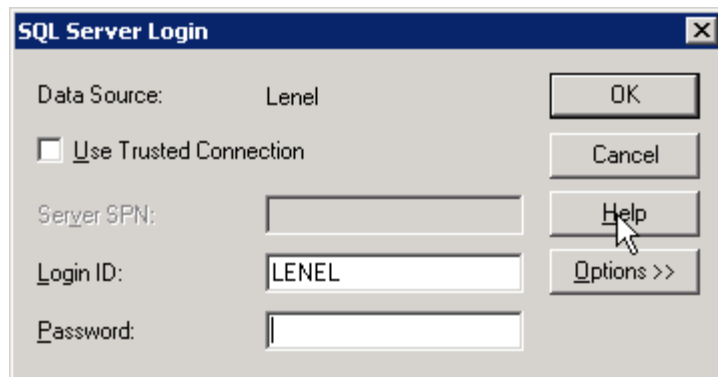 SQL Server Login
Data Source: Lenel OK
Use Trusted Connection Cancel
Server SPN: Help
Login ID: LENEL Options >>
Password: